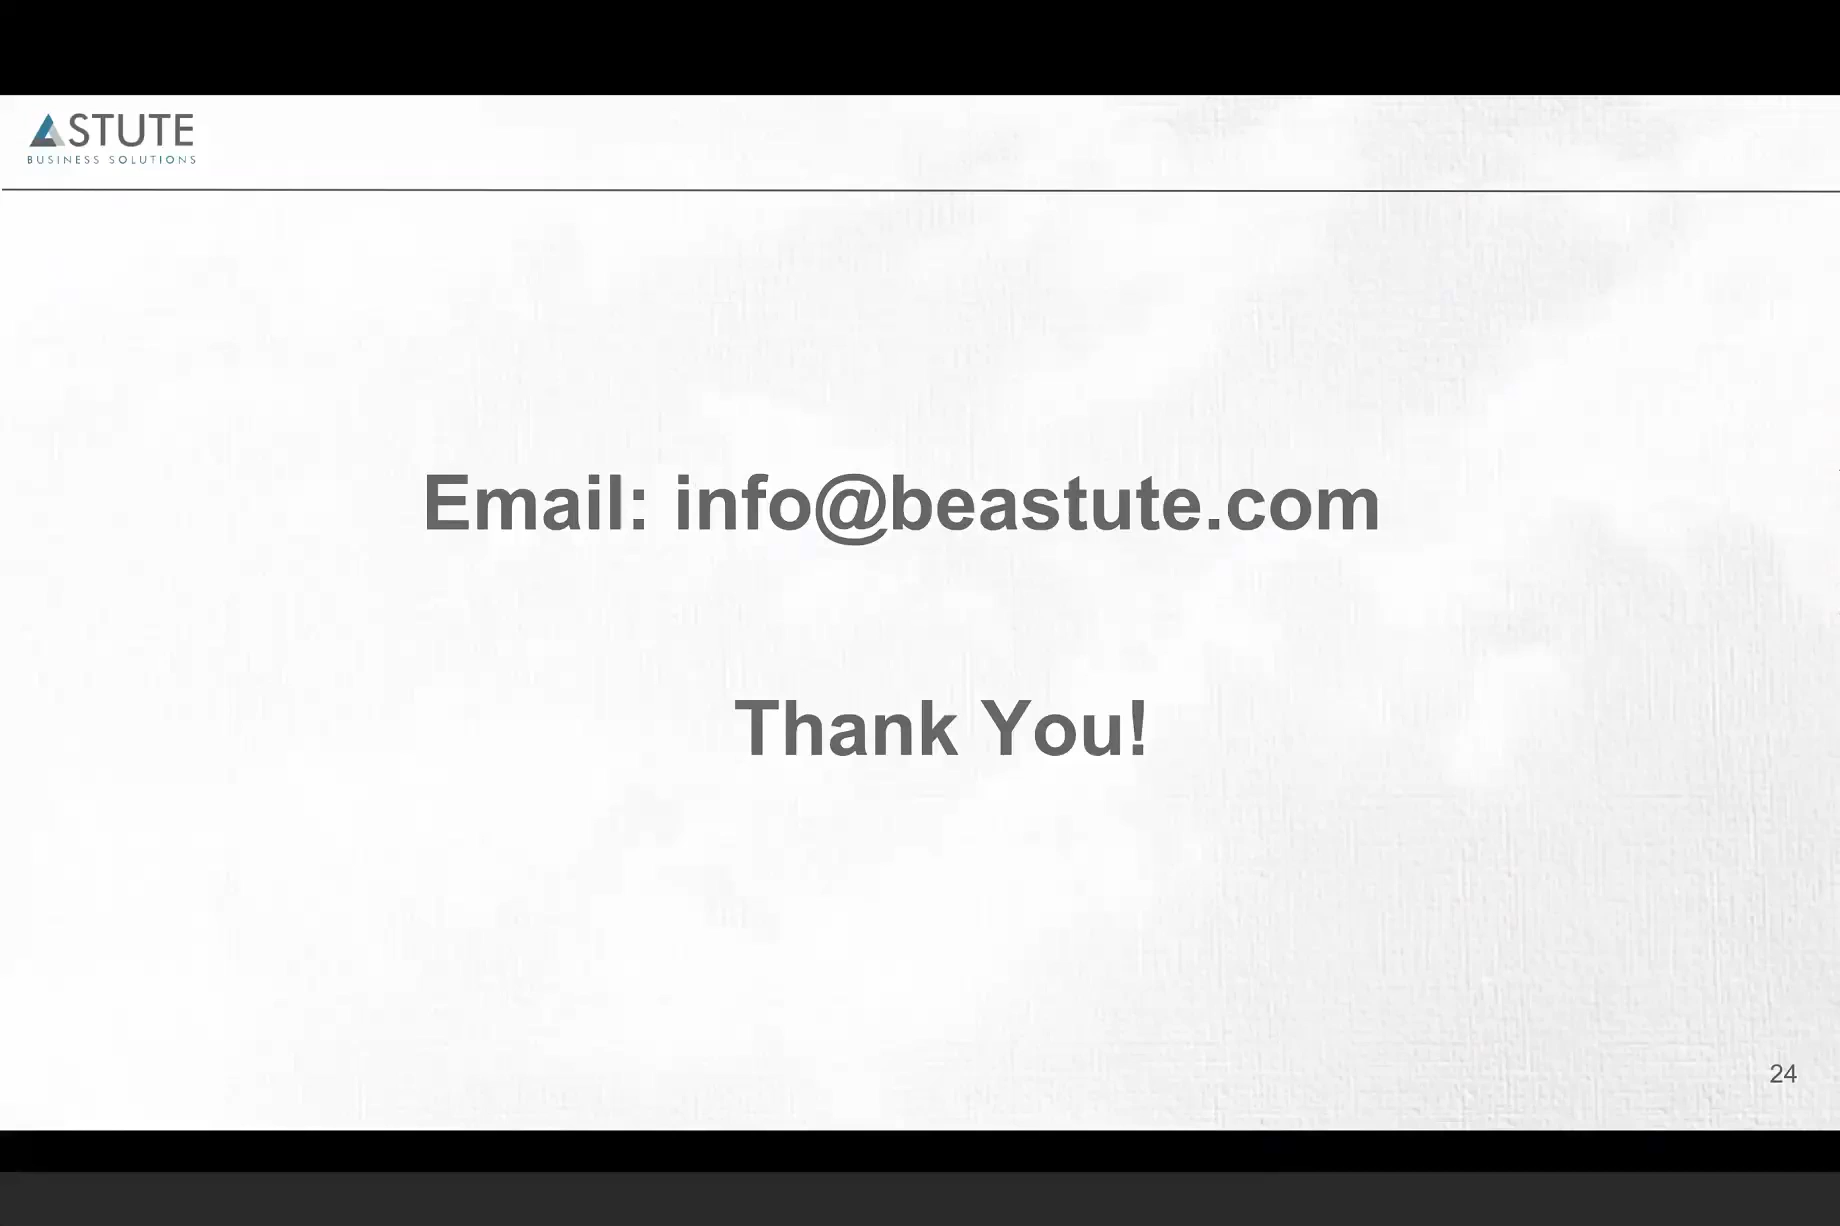 ASTUTE
BUSINESS SOLUTIONS
Email: info@beastute.com
Thank You!
24